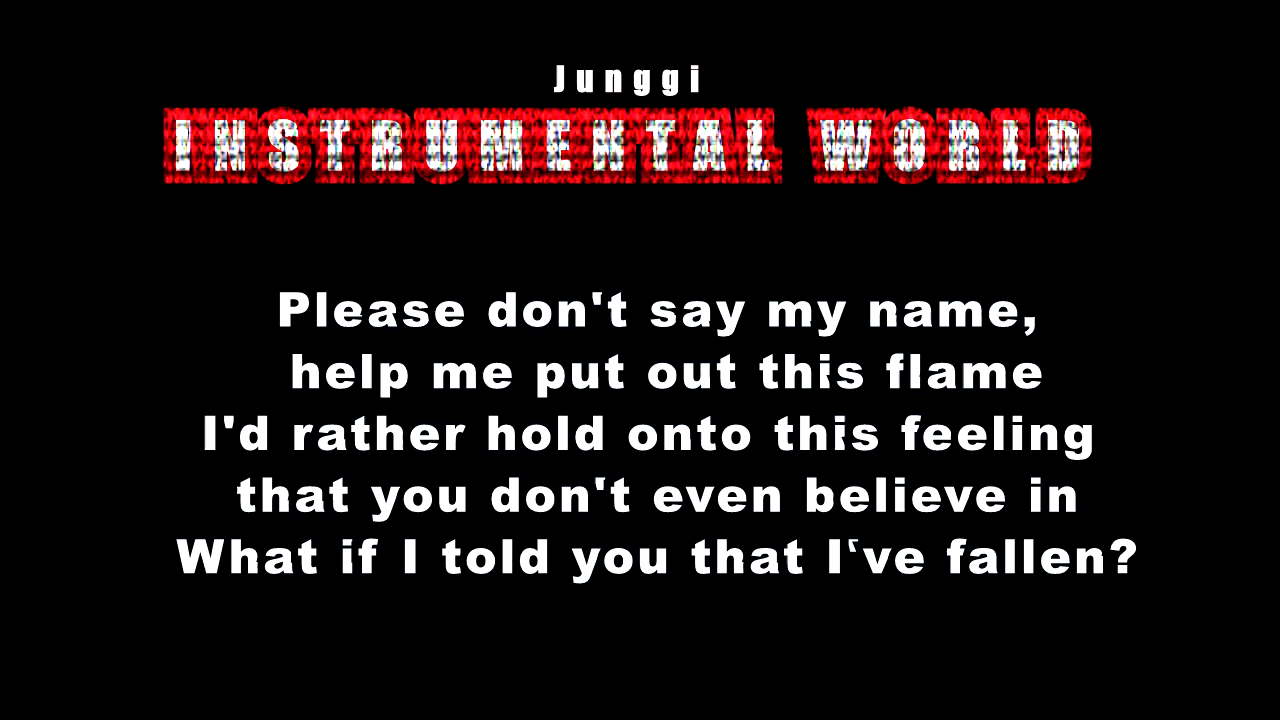 Junggi
INSTRUMENTAL WORLD
Please don't say my name,
help me put out this flame
I'd rather hold onto this feeling
that you don't even believe in
What if I told you that I've fallen?